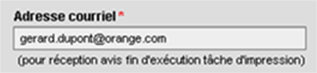 Adresse courriel *
gerard.dupont@orange.com
(pour réception avis fin d'exécution tâche d'impression)